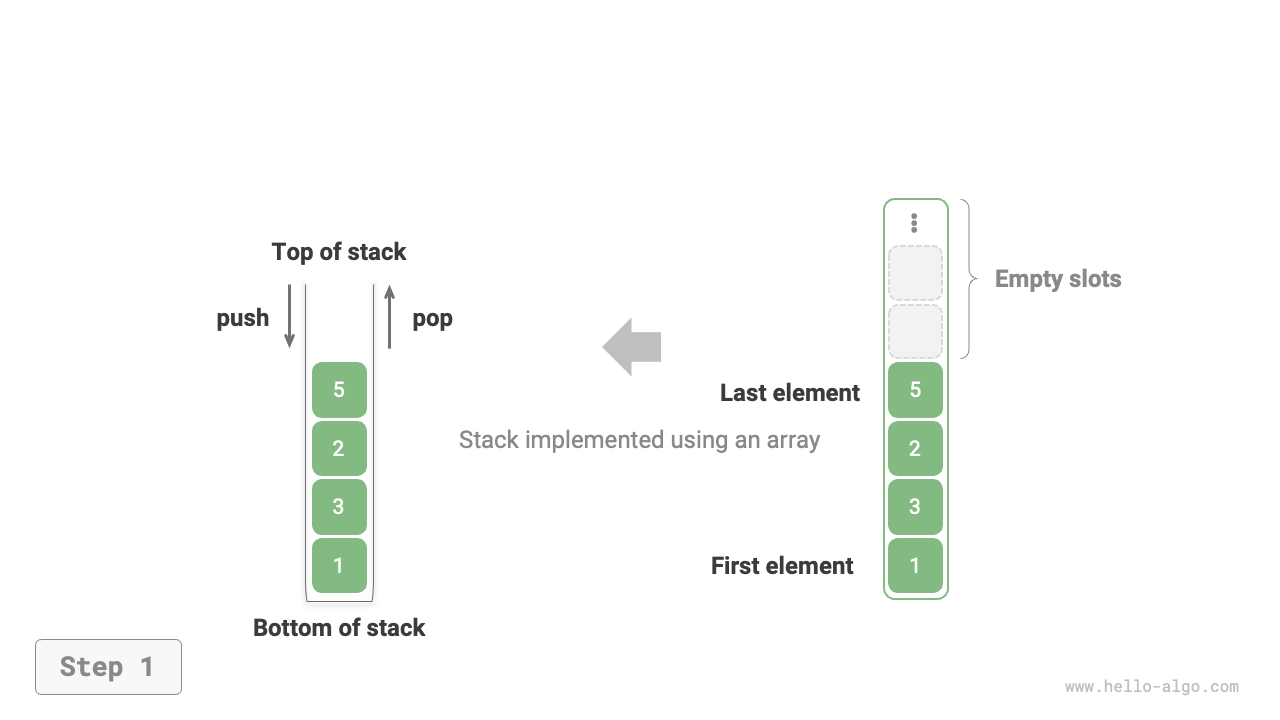 Top of stack
push
pop
5
2
3
1
Bottom of stack
Stack implemented using an array
Empty slots
Last element
5
2
3
First element
1
Step 1
www.hello-algo.com